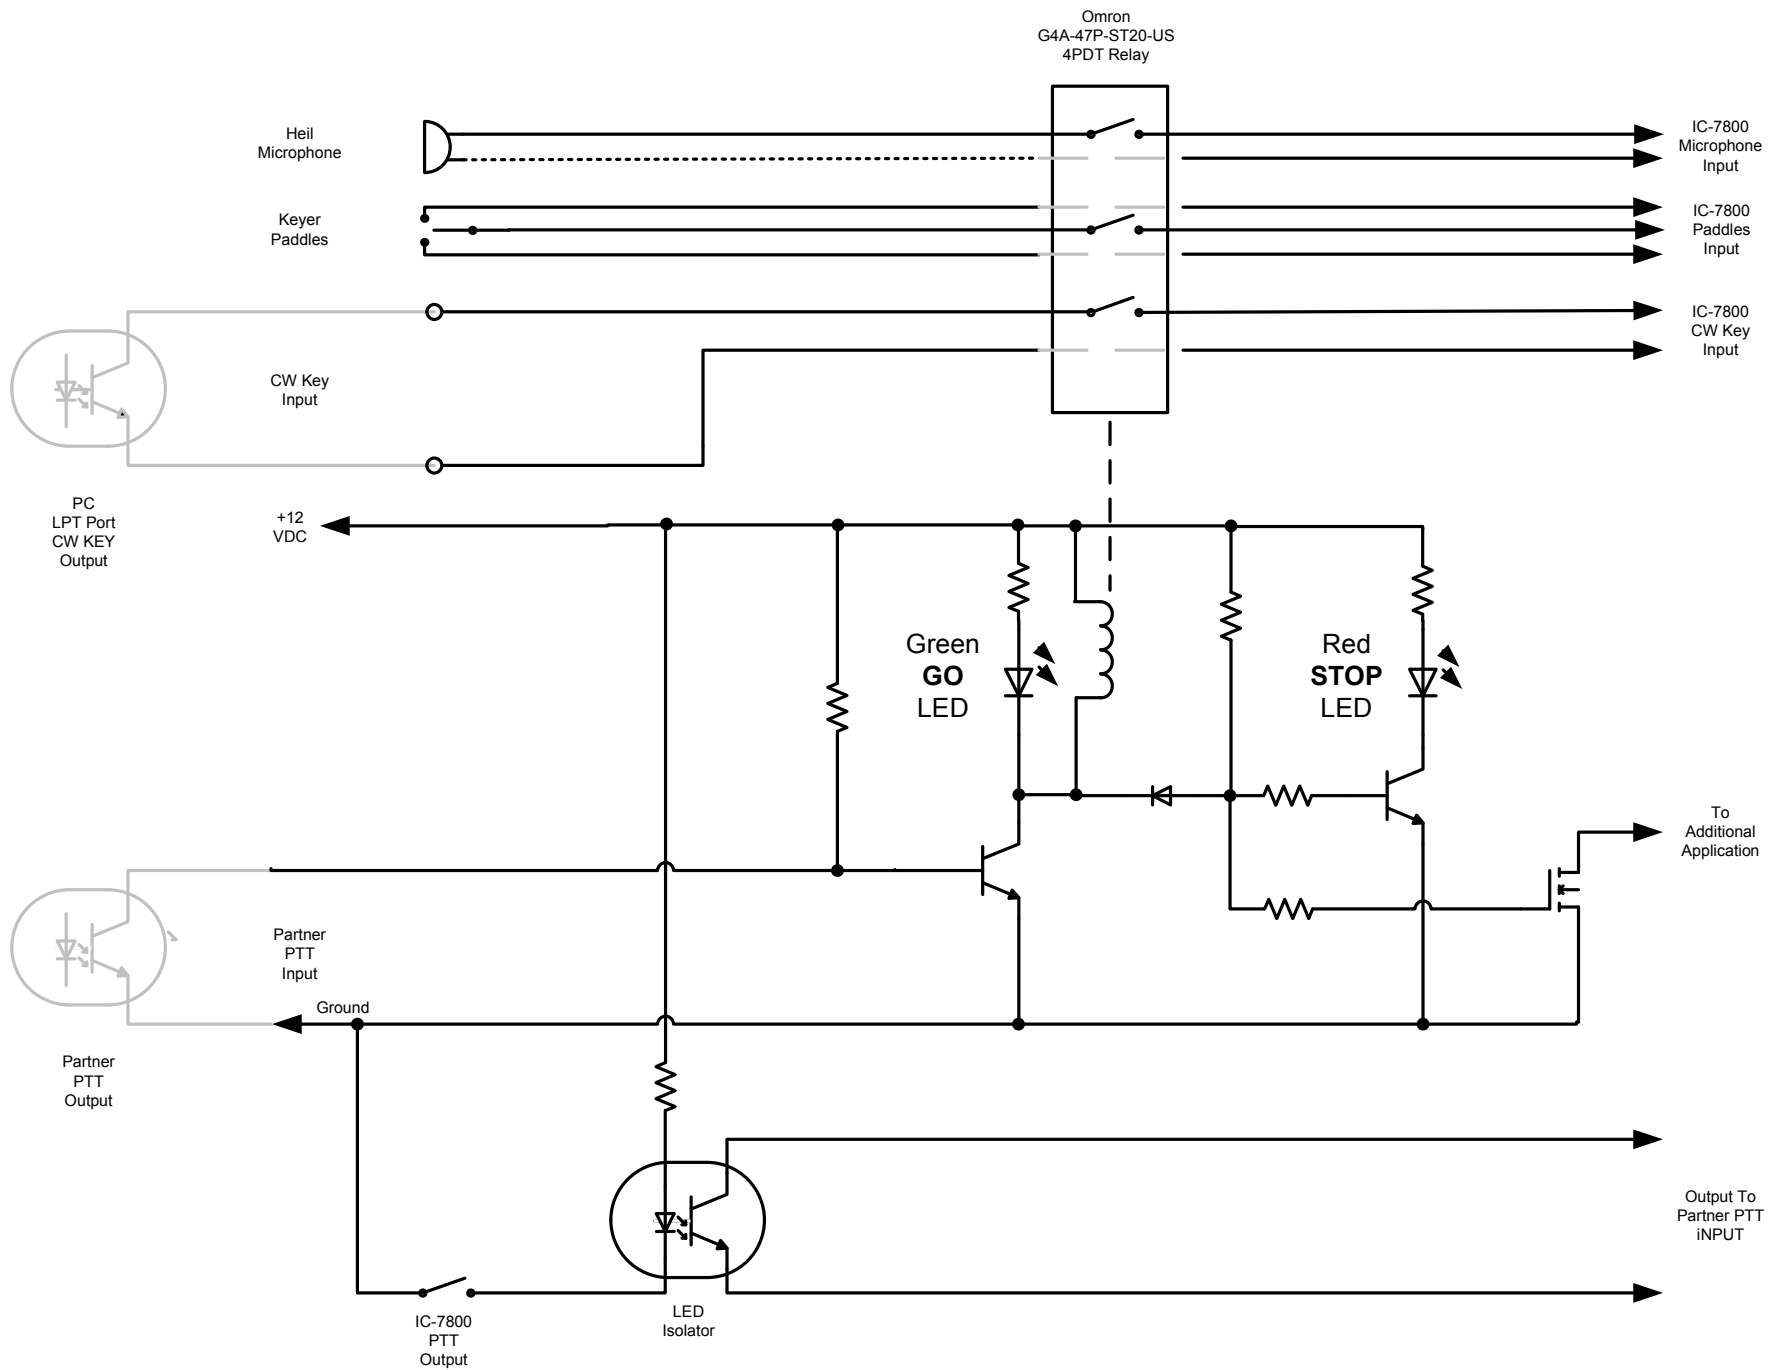 Omron
G4A-47P-ST20-US
4PDT Relay
Heil
Microphone
IC-7800
Microphone
Input
Keyer
Paddles
IC-7800
Paddles
Input
IC-7800
CW Key
Input
CW Key
Input
PC
LPT Port
CW KEY
Output
+12
VDC
Green
GO
LED
Red
STOP
LED
To
Additional
Application
Partner
PTT
Input
Ground
Partner
PTT
Output
Output To
Partner PTT
iNPUT
LED
Isolator
IC-7800
PTT
Output